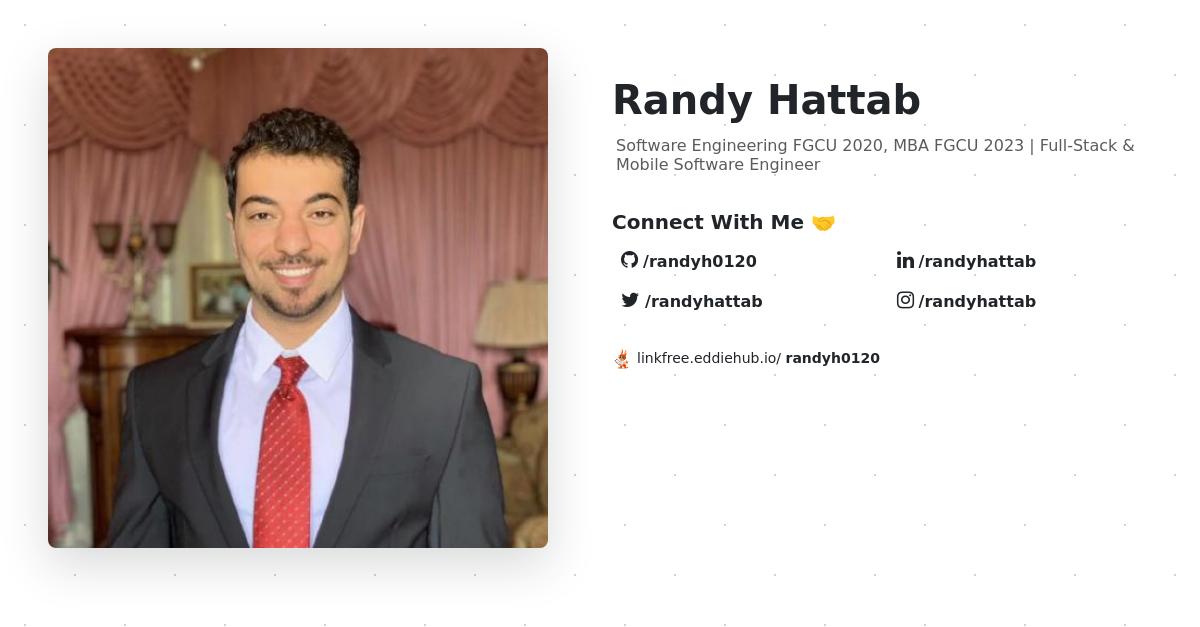 Randy Hattab
Software Engineering FGCU 2020, MBA FGCU 2023 | Full-Stack &
Mobile Software Engineer
Connect With Me 🤝
/randyh0120
/randyhattab
/randyhattab
/randyhattab
linkfree.eddiehub.io/ randyh0120